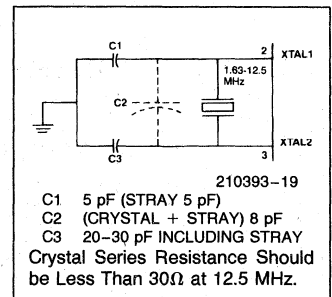 C1
2
XTAL1
1.63-12.5
MHz
C2
XTAL2
C3
3
210393-19
C1 5 pF (STRAY 5 pF)
C2 (CRYSTAL + STRAY) 8 pF
C3 20-30 pF INCLUDING STRAY
Crystal Series Resistance Should
be Less Than 30Ω at 12.5 MHz.